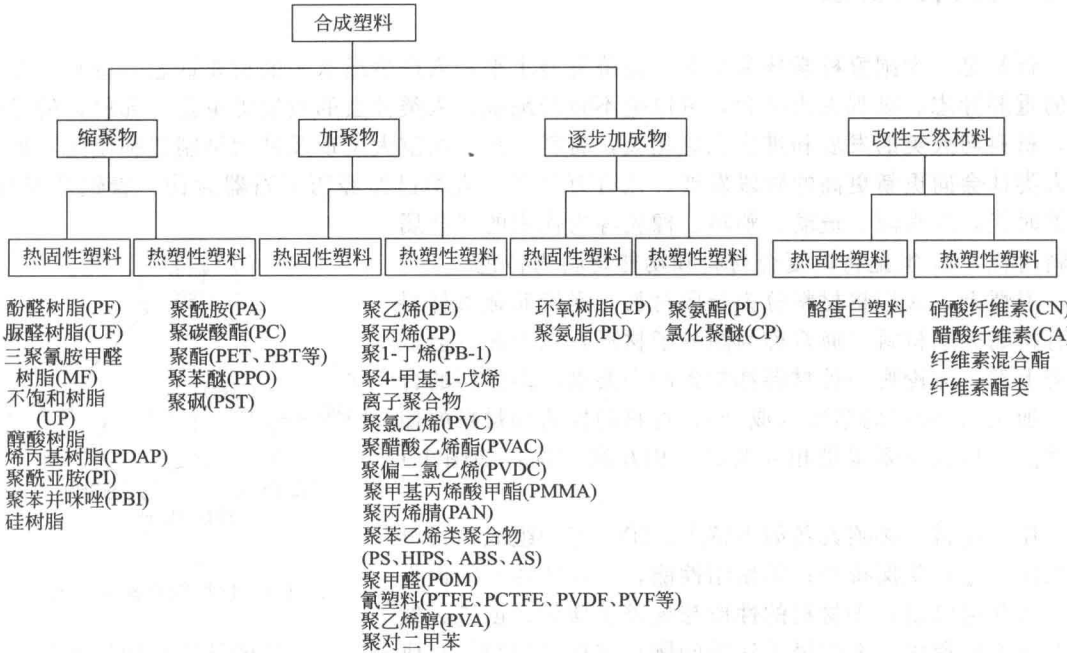 合成塑料
缩聚物
加聚物
逐步加成物
改性天然材料
热固性塑料
热塑性塑料
热固性塑料
热塑性塑料
热固性塑料
热塑性塑料
热固性塑料
热塑性塑料
酚醛树脂(PF)
脲醛树脂(UF)
三聚氰胺甲醛
树脂(MF)
不饱和树脂
(UP)
醇酸树脂
烯丙基树脂(PDAP)
聚酰亚胺(PI)
聚苯并咪唑(PBI)
硅树脂
聚酰胺(PA)
聚碳酸酯(PC)
聚酯(PET、PBT等)
聚苯醚(PPO)
聚砜(PST)
聚乙烯(PE)
聚丙烯(PP)
聚1-丁烯(PB-1)
聚4-甲基-1-戊烯
离子聚合物
聚氯乙烯(PVC)
聚醋酸乙烯酯(PVAC)
聚偏二氯乙烯(PVDC)
聚甲基丙烯酸甲酯(PMMA)
聚丙烯腈(PAN)
聚苯乙烯类聚合物
(PS、HIPS、ABS、AS)
聚甲醛(POM)
氰塑料(PTFE、PCTFE、PVDF、PVF等)
聚乙烯醇(PVA)
聚对二甲苯
环氧树脂(EP)
聚氨脂(PU)
聚氨酯(PU)
氯化聚醚(CP)
酪蛋白塑料
硝酸纤维素(CN)
醋酸纤维素(CA)
纤维素混合酯
纤维素酯类